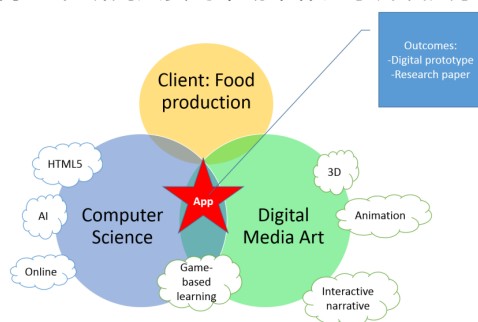 Outcomes:
-Digital prototype
-Research paper
Client: Food
production
HTML5
3D
App
AI
Computer
Science
Digital
Media Art
Animation
Online
Game-
based
learning
Interactive
narrative